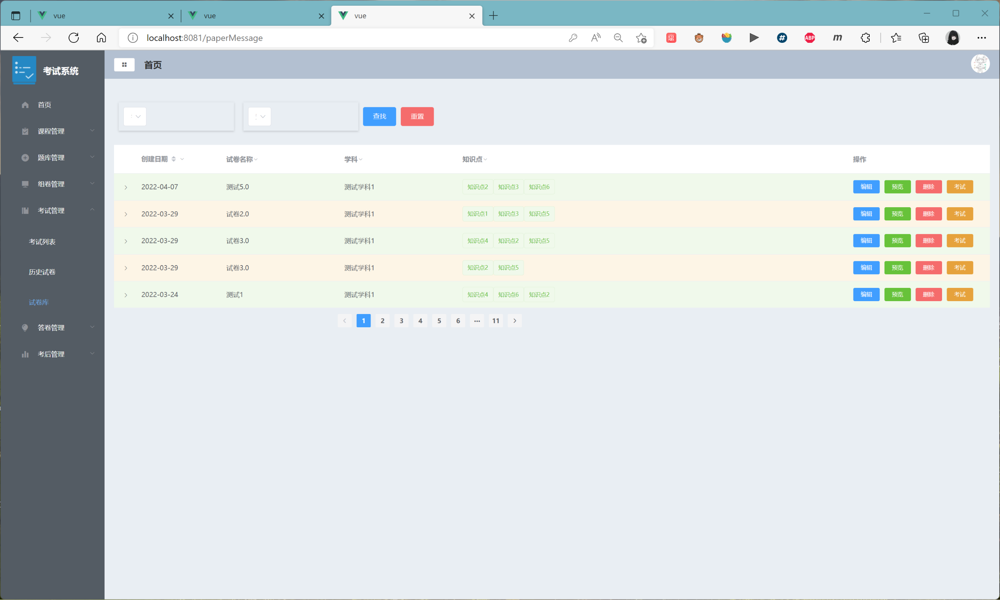 vue
vue
vue
localhost:8081/paperMessage
惠
#
ABP
m
考试系统
首页
首页
课程管理
题库管理
组卷管理
考试管理
考试列表
历史试卷
试卷库
答卷管理
考后管理
查找 重置
创建日期 试卷名称 学科 知识点 操作
2022-04-07 测试5.0 测试学科1 知识点2 知识点3 知识点6 编辑 预览 删除 考试
2022-03-29 试卷2.0 测试学科1 知识点1 知识点3 知识点5 编辑 预览 删除 考试
2022-03-29 试卷3.0 测试学科1 知识点4 知识点2 知识点5 编辑 预览 删除 考试
2022-03-29 试卷3.0 测试学科1 知识点2 知识点5 编辑 预览 删除 考试
2022-03-24 测试1 测试学科1 知识点4 知识点6 知识点2 编辑 预览 删除 考试
1 2 3 4 5 6 ··· 11